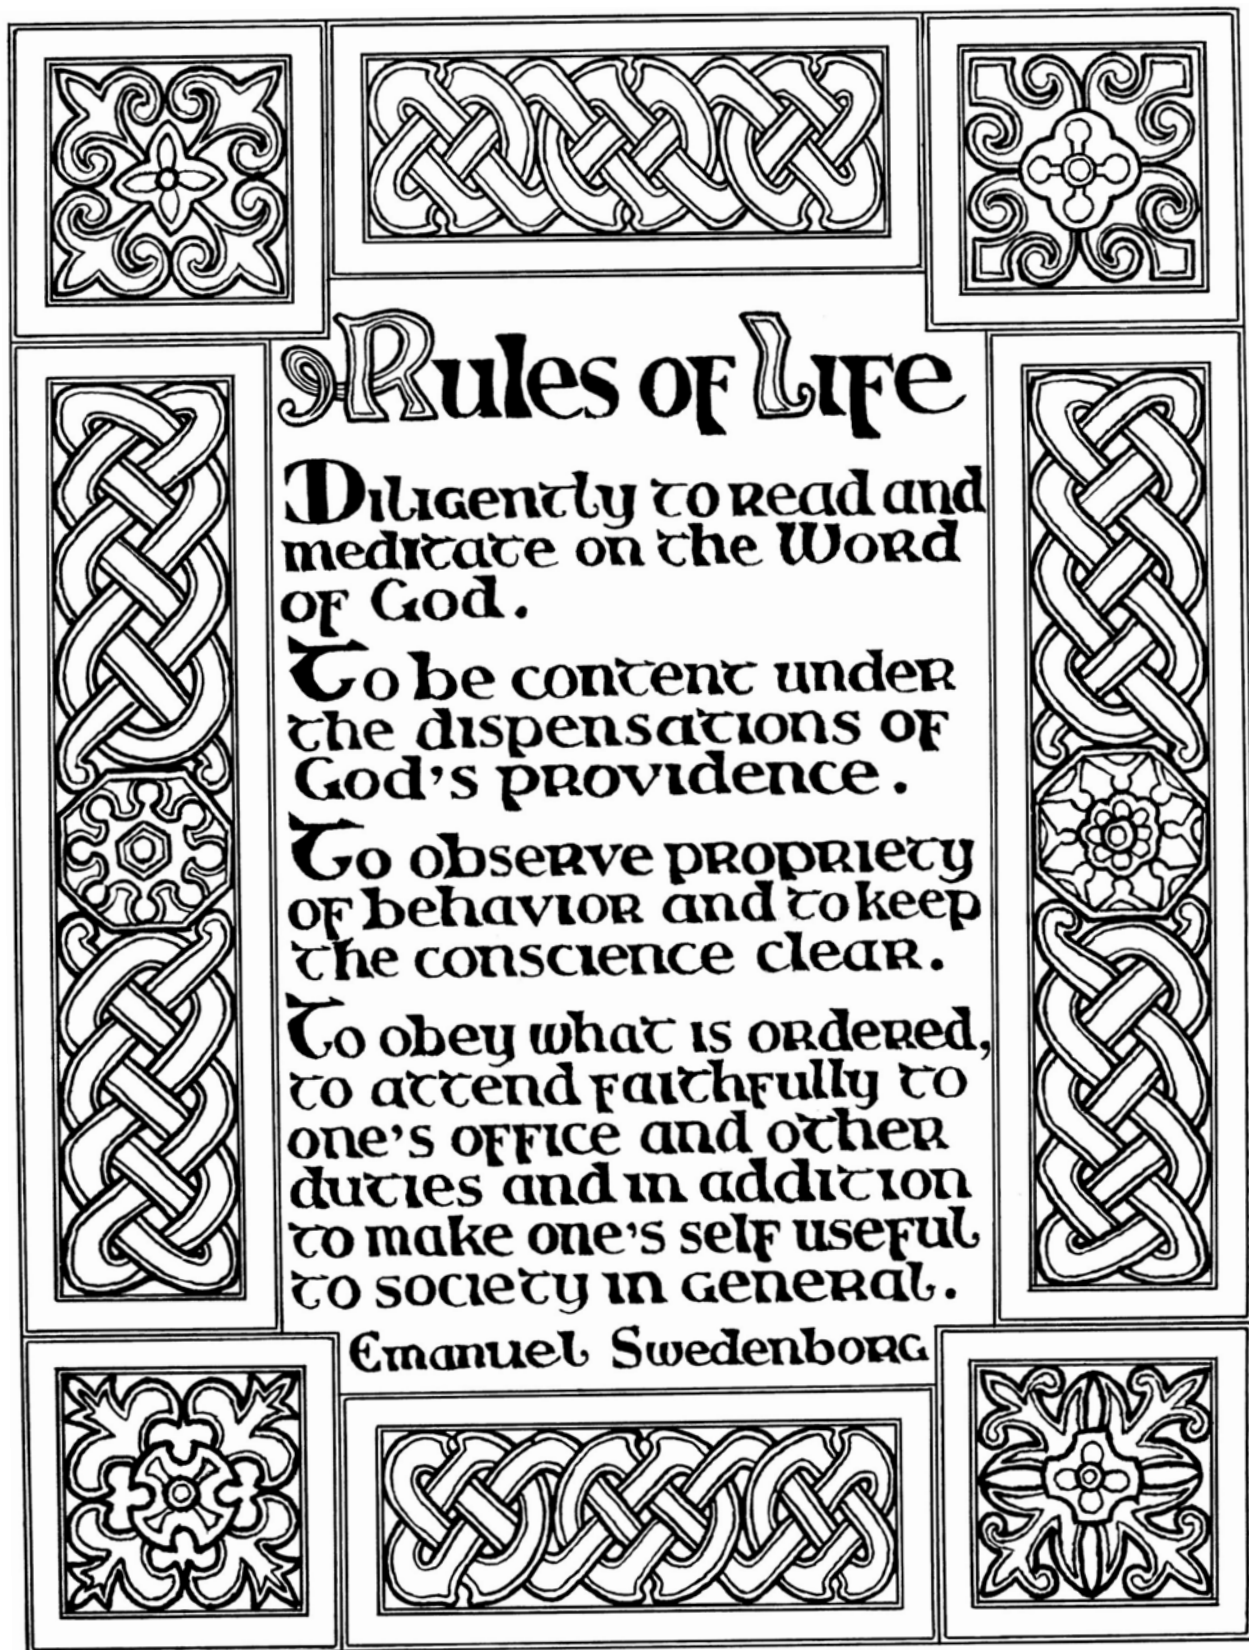 Rules of Life
Diligently to read and
meditate on the Word
of God.
To be content under
the dispensations of
God's providence.
To observe propriety
of behavior and to keep
the conscience clear.
To obey what is ordered,
to attend faithfully to
one's office and other
duties and in addition
to make one's self useful
to society in general.
Emanuel Swedenborg